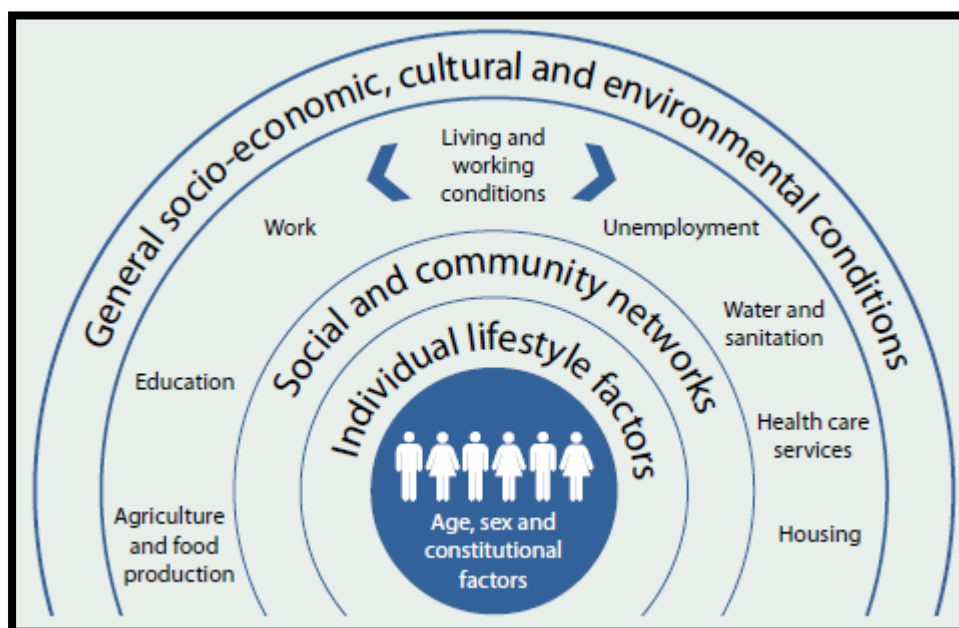 General socio-economic, cultural and environmental conditions
Living and
working
conditions
Work
Unemployment
Social and community networks
Water and
sanitation
Individual lifestyle factors
Education
Health care
services
Agriculture
and food
production
Housing
Age, sex and
constitutional
factors